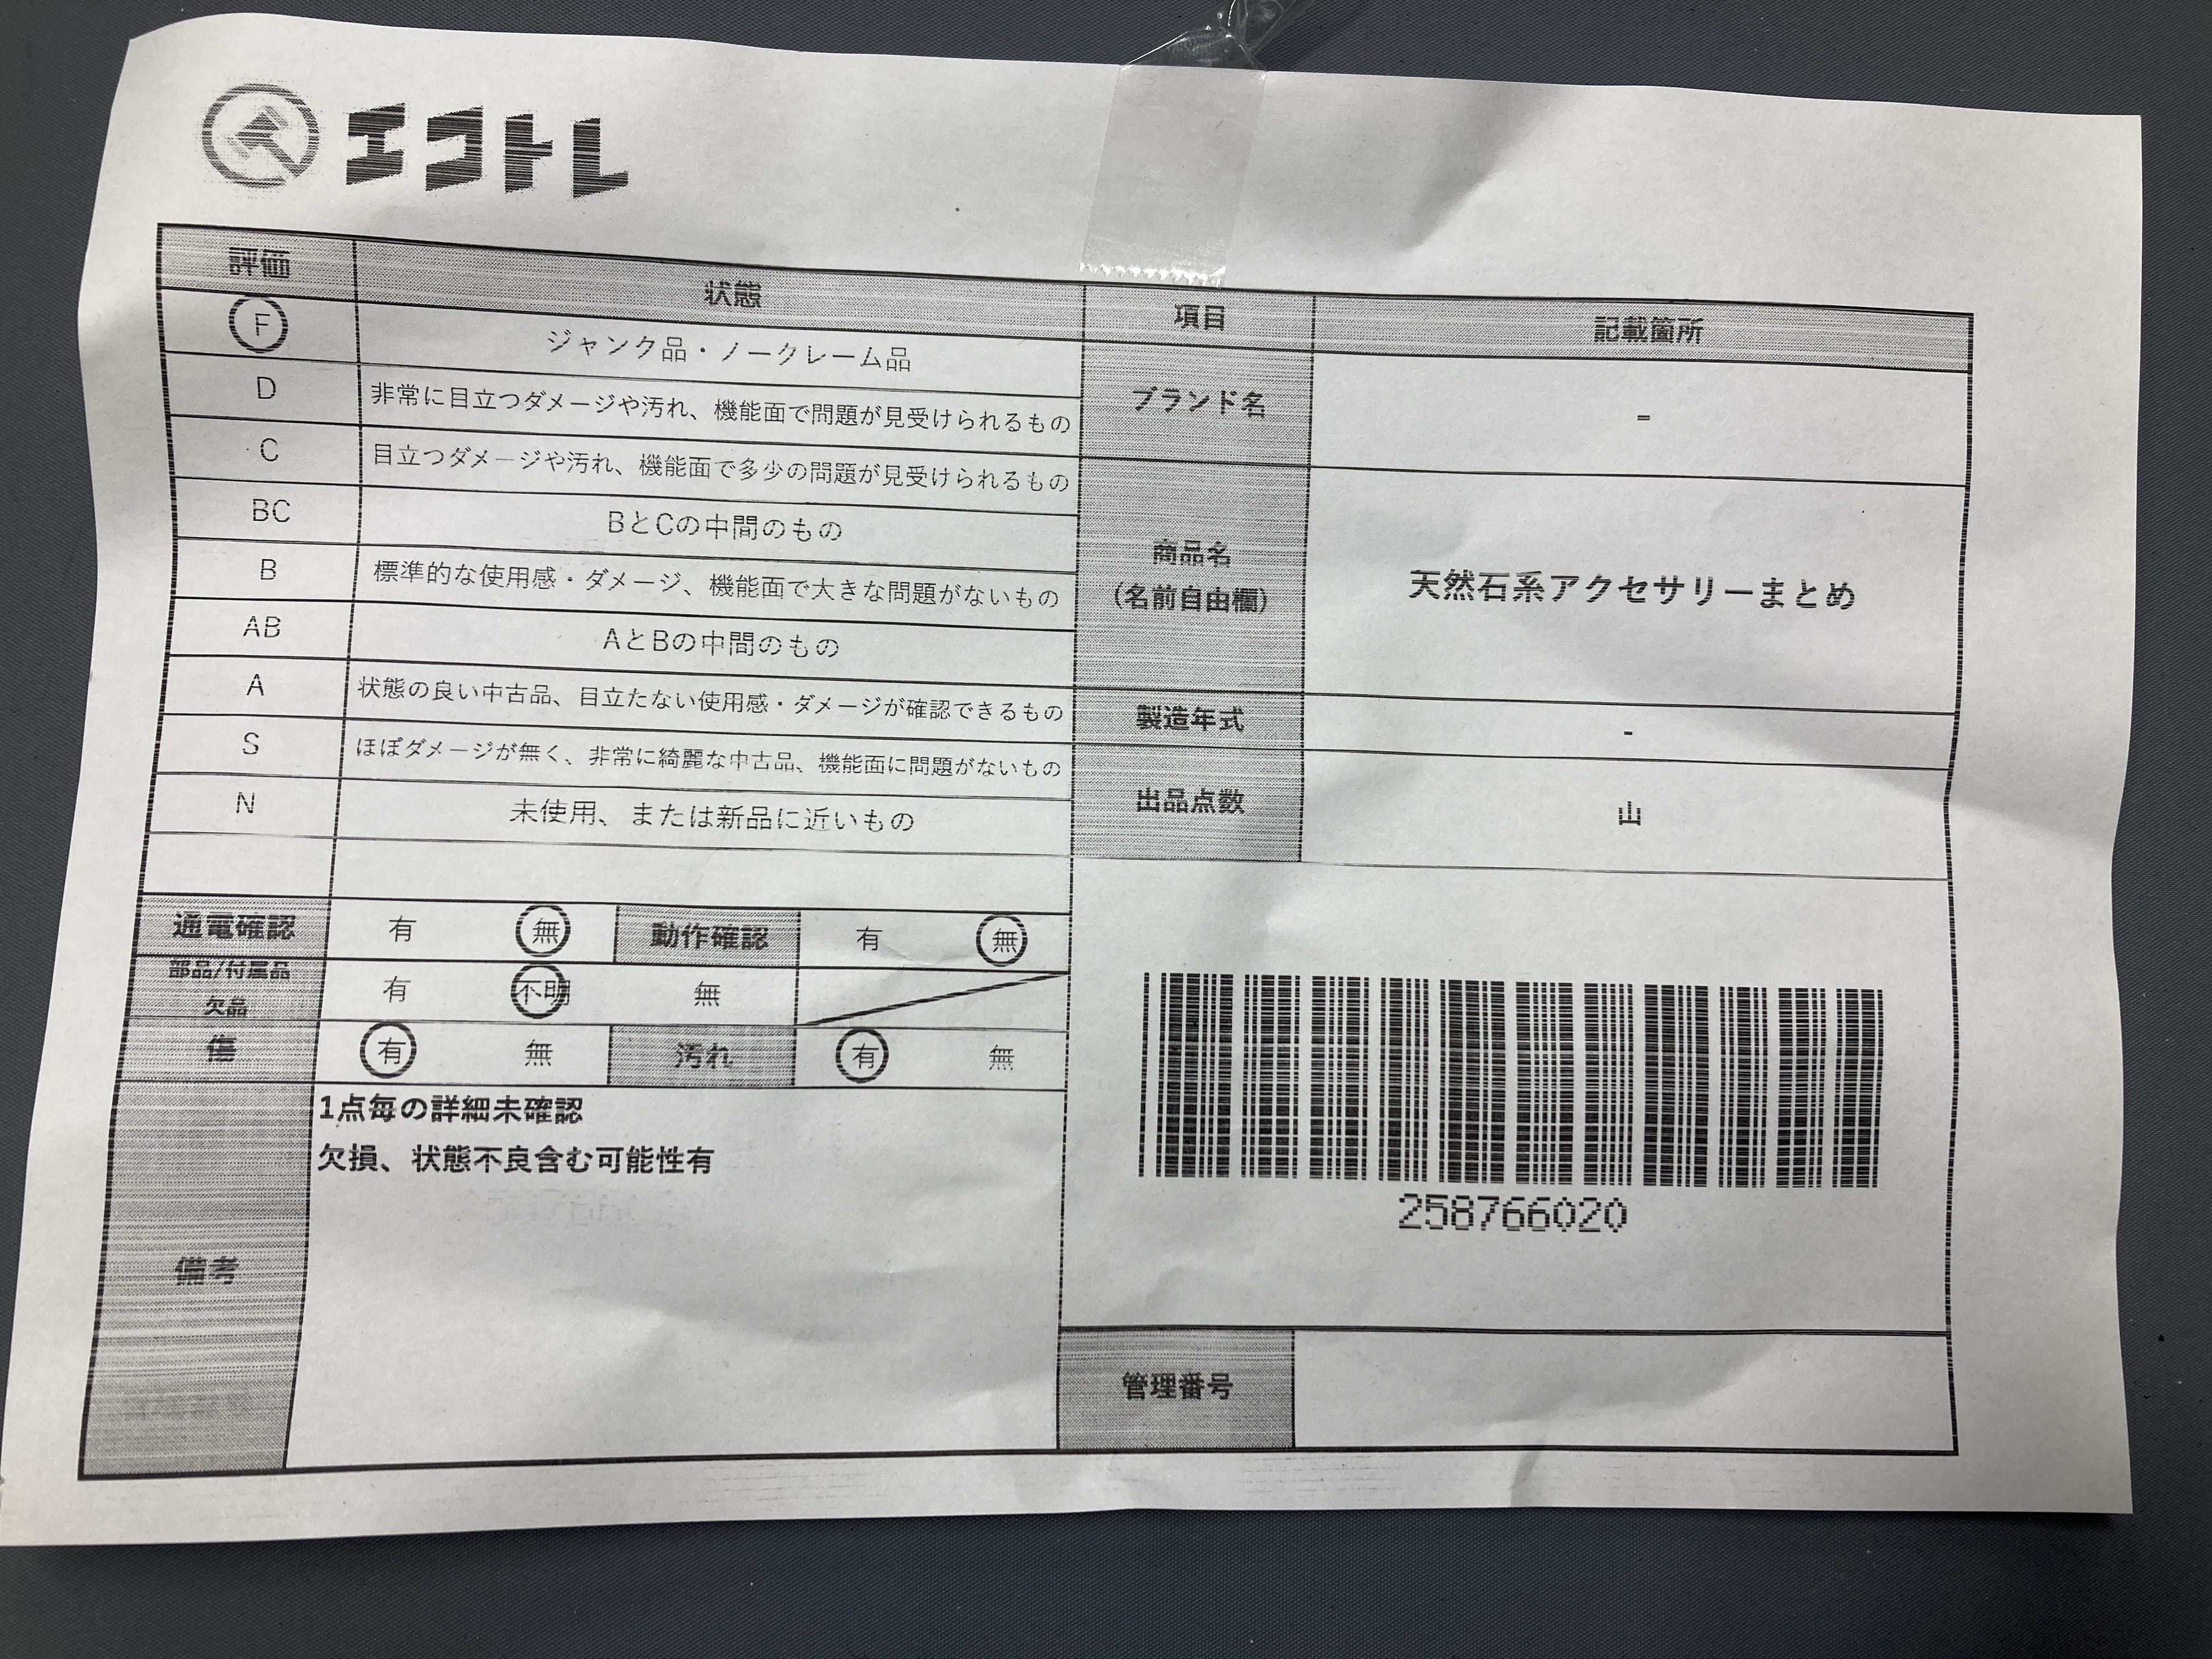 エコトレ
評価 状態
F ジャンク品・ノークレーム品
D 非常に目立つダメージや汚れ、機能面で問題が見受けられるもの
C 目立つダメージや汚れ、機能面で多少の問題が見受けられるもの
BC BとCの中間のもの
B 標準的な使用感・ダメージ、機能面で大きな問題がないもの
AB AとBの中間のもの
A 状態の良い中古品、目立たない使用感・ダメージが確認できるもの
S ほぼダメージが無く、非常に綺麗な中古品、機能面に問題がないもの
N 未使用、または新品に近いもの
通電確認 有 無 動作確認 有 無
部品/付属品
欠品 有 不明 無
傷 有 無 汚れ 有 無
備考
1点毎の詳細未確認
欠損、状態不良含む可能性有
項目 記載箇所
ブランド名 -
商品名
(名前自由欄) 天然石系アクセサリーまとめ
製造年式 -
出品点数 山
258766020
管理番号